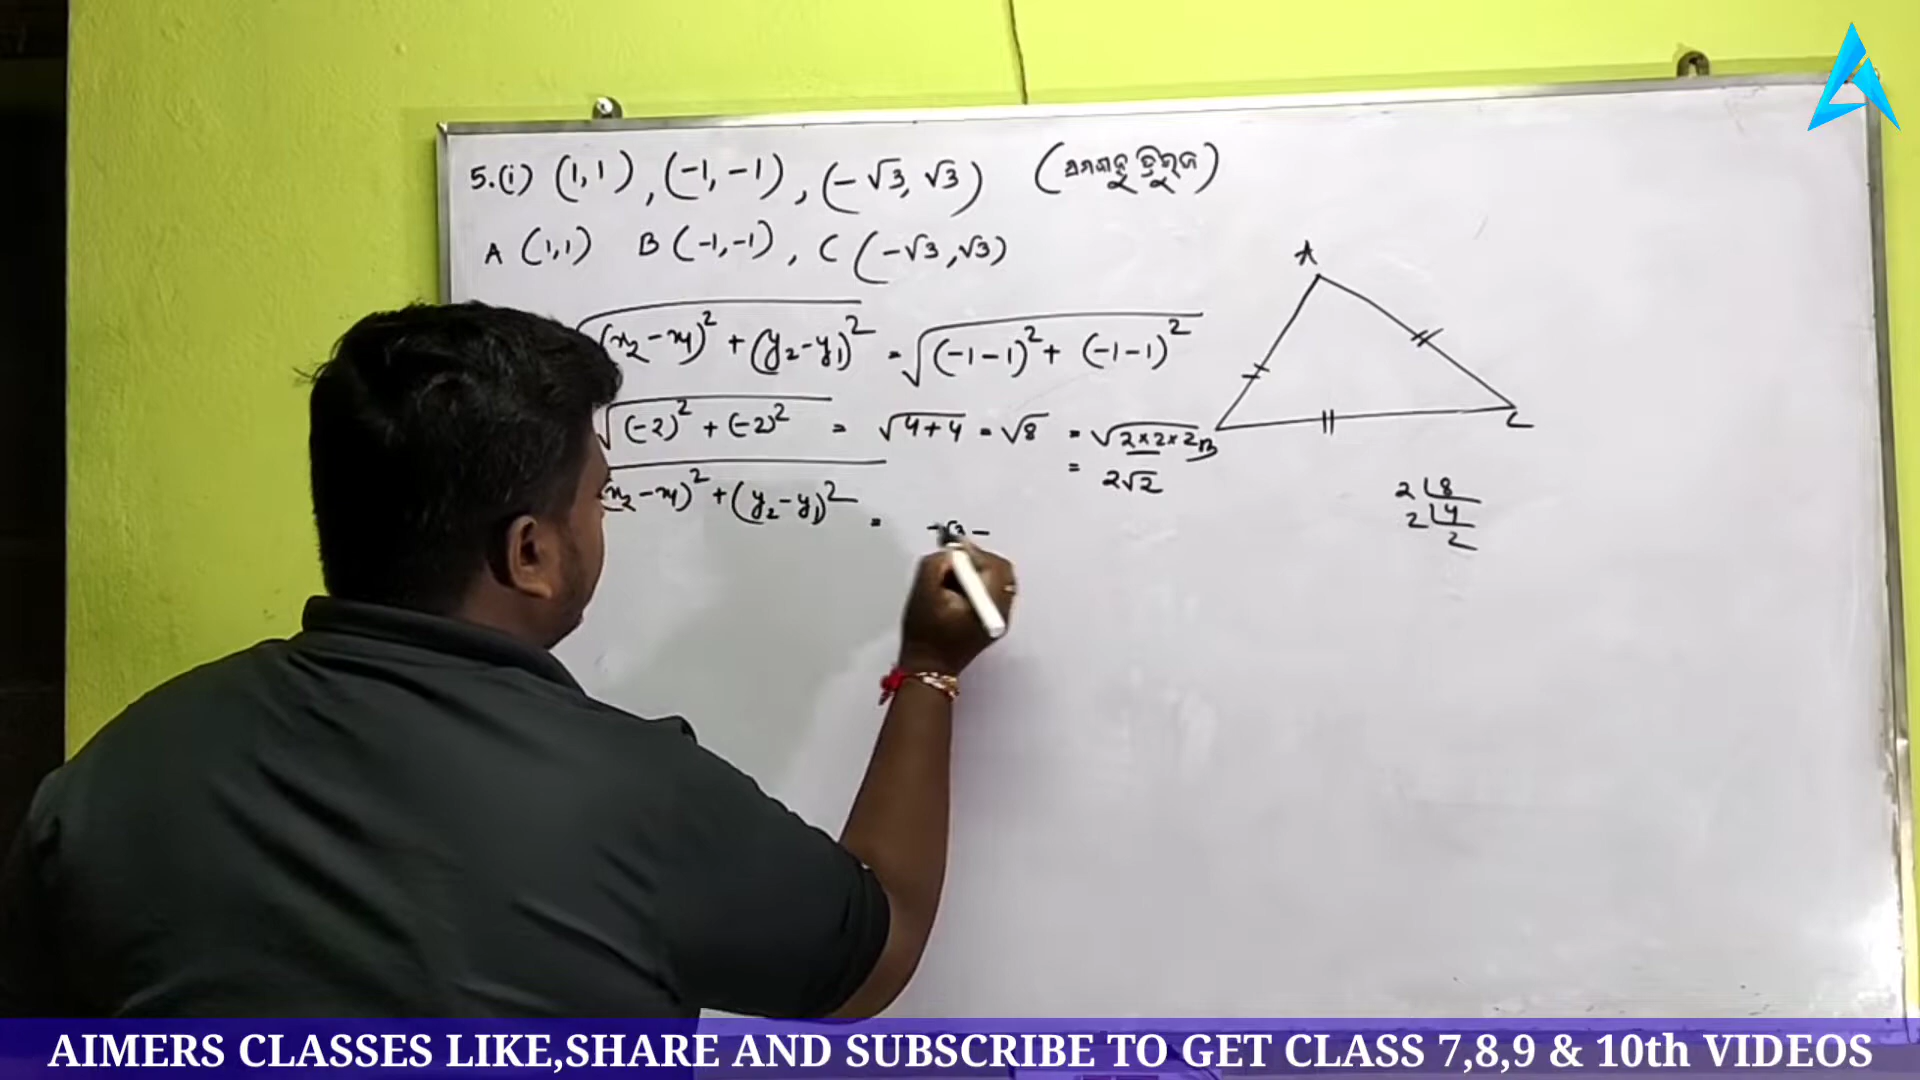 5.(i) (1,1), (-1,-1), (-√3, √3) (ସମବାହୁ ତ୍ରିଭୁଜ)
A (1,1) B (-1,-1), C (-√3, √3)
√(x₂-x₁)²+(y₂-y₁)² = √(-1-1)²+(-1-1)²
√(-2)²+(-2)² = √4+4 = √8 = √2×2×2
= 2√2
(x₂-x₁)²+(y₂-y₁)² = -√3-
A
B
C
2 8
2 4
2
AIMERS CLASSES LIKE,SHARE AND SUBSCRIBE TO GET CLASS 7,8,9 & 10th VIDEOS